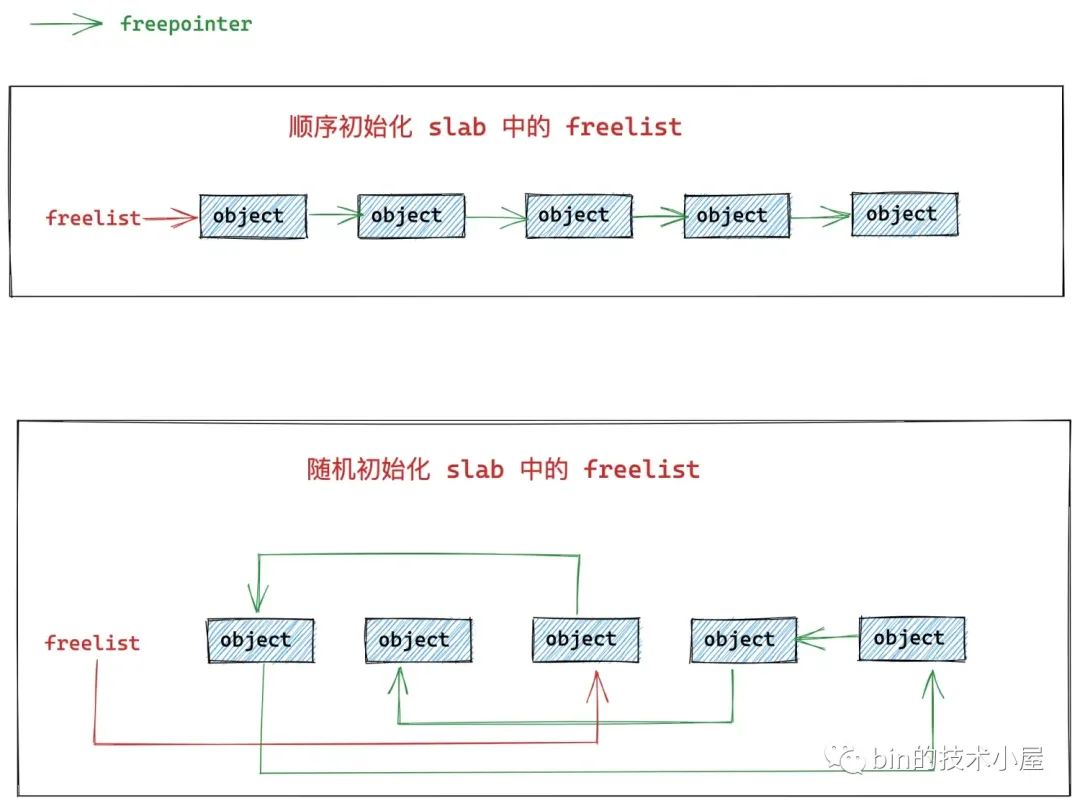 freepointer
顺序初始化 slab 中的 freelist
freelist object object object object object
随机初始化 slab 中的 freelist
freelist object object object object object
bin的技术小屋